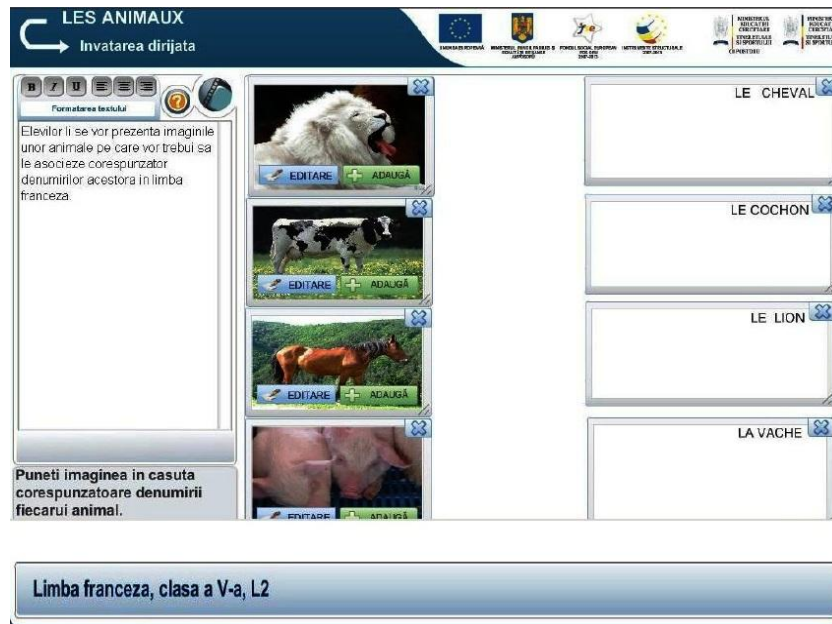 LES ANIMAUX
Invatarea dirijata
B I U
Formatarea textului
Elevilor li se vor prezenta imaginile
unor animale pe care vor trebui sa
le asocieze corespunzator
denumirilor acestora in limba
franceza.
Puneti imaginea in casuta
corespunzatoare denumirii
fiecarui animal.
EDITARE ADAUGĂ
EDITARE ADAUGĂ
EDITARE ADAUGĂ
EDITARE ADAUGĂ
LE CHEVAL
LE COCHON
LE LION
LA VACHE
Limba franceza, clasa a V-a, L2